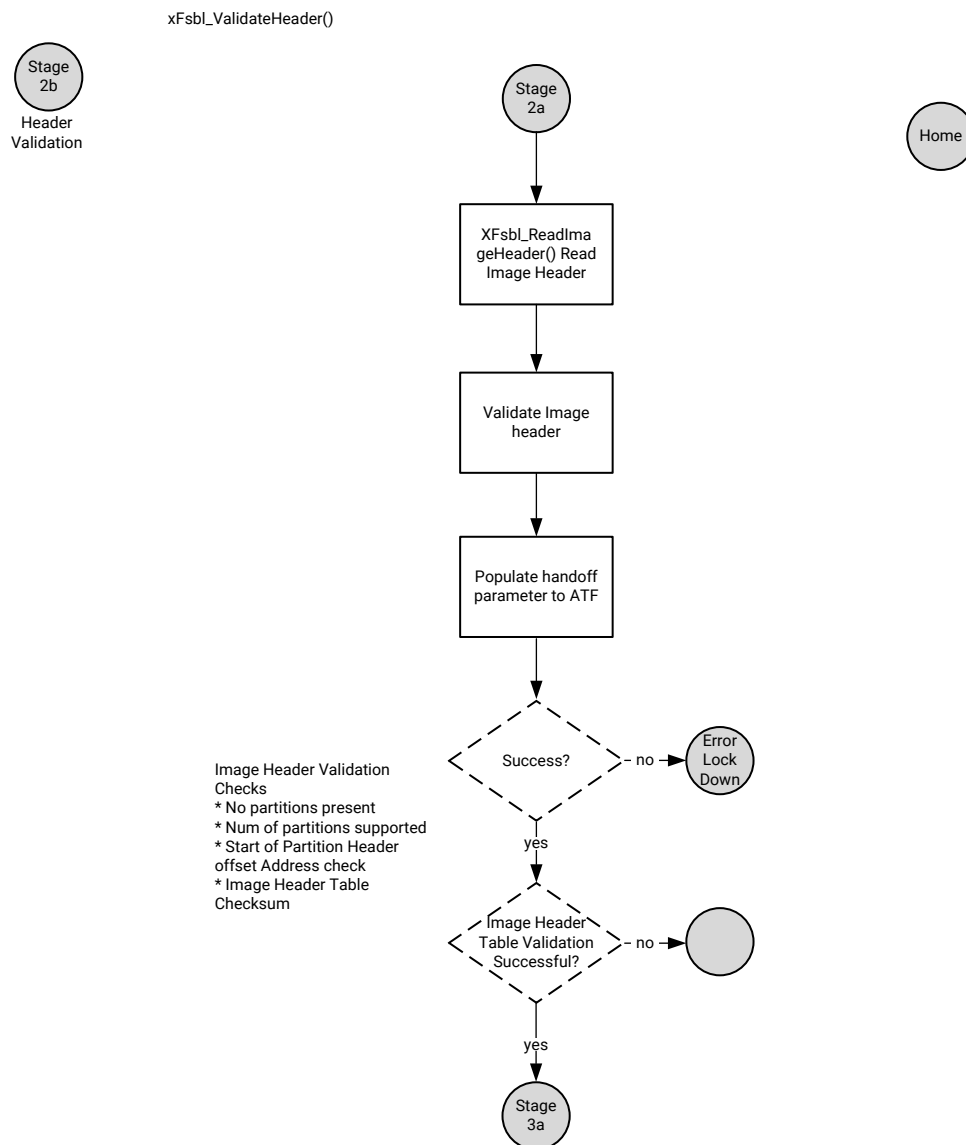 xFsbl_ValidateHeader()
Stage
2b
Header
Validation
Stage
2a
Home
XFsbl_ReadIma
geHeader() Read
Image Header
Validate Image
header
Populate handoff
parameter to ATF
Success?
no
Error
Lock
Down
Image Header Validation
Checks
* No partitions present
* Num of partitions supported
* Start of Partition Header
offset Address check
* Image Header Table
Checksum
yes
Image Header
Table Validation
Successful?
no
yes
Stage
3a